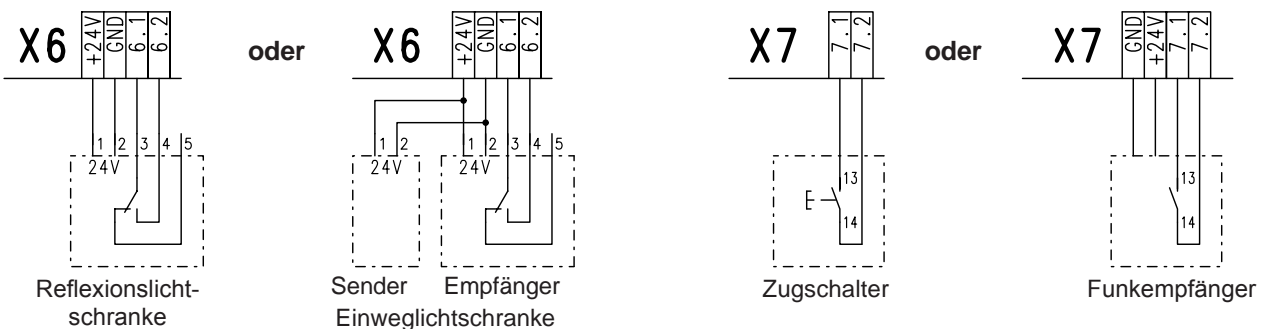 X6 +24V GND 6.1 6.2
oder
X6 +24V GND 6.1 6.2
X7 7.1 7.2
oder
X7 GND +24V 7.1 7.2
1 2 3 4 5
24V
1 2
24V
1 2 3 4 5
24V
13
14
13
14
Reflexionslicht-
schranke
Sender Empfänger
Einweglichtschranke
Zugschalter
Funkempfänger